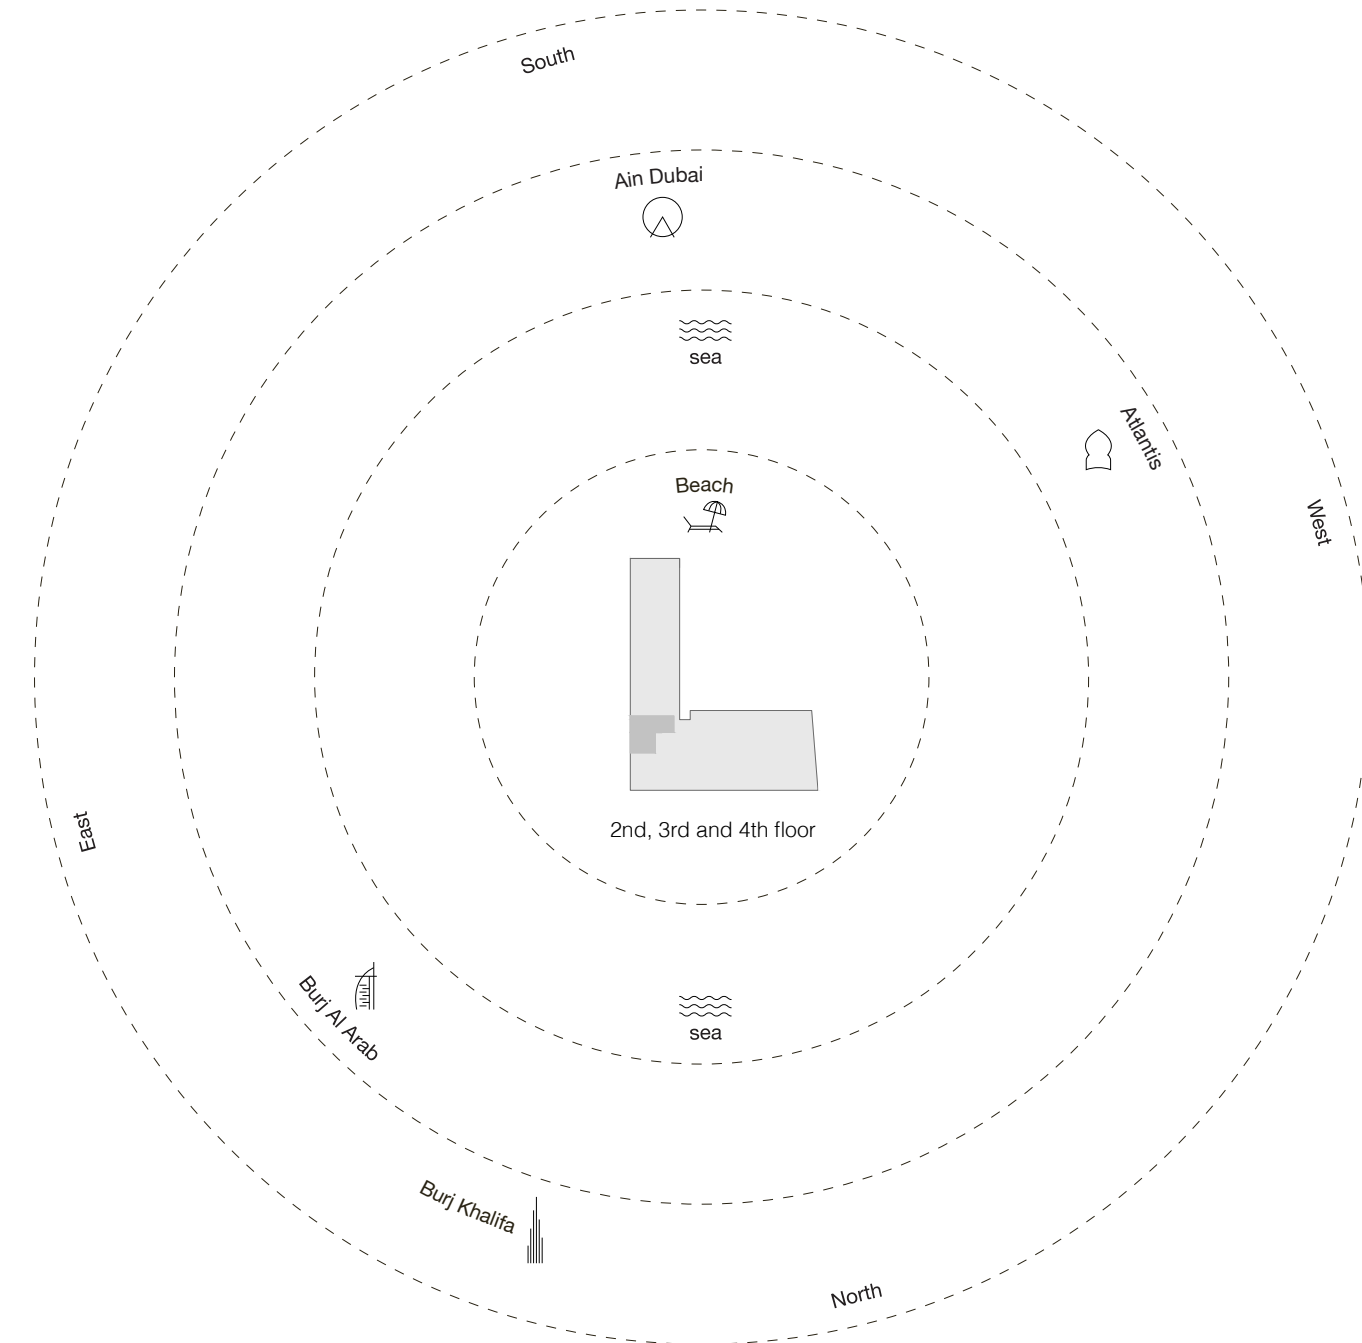 South
Ain Dubai
sea
Atlantis
Beach
West
2nd, 3rd and 4th floor
East
Burj Al Arab
sea
Burj Khalifa
North